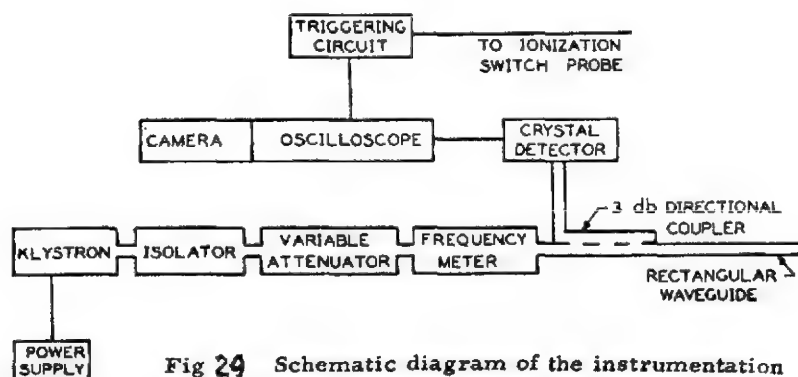 TRIGGERING
CIRCUIT
TO IONIZATION
SWITCH PROBE
CAMERA
OSCILLOSCOPE
CRYSTAL
DETECTOR
3 db DIRECTIONAL
COUPLER
KLYSTRON
ISOLATOR
VARIABLE
ATTENUATOR
FREQUENCY
METER
RECTANGULAR
WAVEGUIDE
POWER
SUPPLY
Fig 29 Schematic diagram of the instrumentation